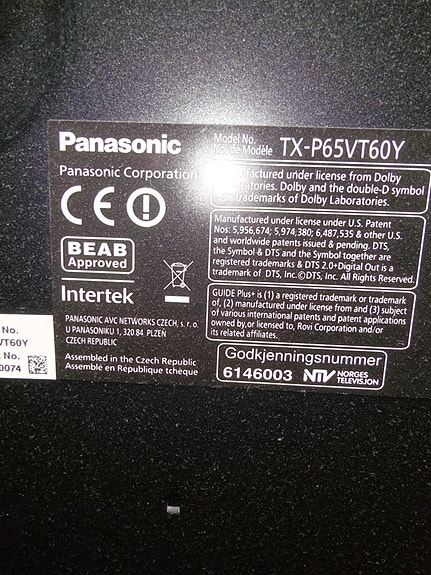 Panasonic
Model No.
No. de Modèle
TX-P65VT60Y
Panasonic Corporation
CE
BEAB
Approved
Intertek
PANASONIC AVC NETWORKS CZECH, s. r. o.
U PANASONIKU 1, 320 84 PLZEN
CZECH REPUBLIC
Assembled in the Czech Republic
Assemblé en République tchèque
under license from Dolby
Dolby and the double-D symbol
trademarks of Dolby Laboratories.
Manufactured under license under U.S. Patent
Nos: 5,956,674; 5,974,380; 6,487,535 & other U.S.
and worldwide patents issued & pending. DTS,
the Symbol & DTS and the Symbol together are
registered trademarks & DTS 2.0+Digital Out is a
trademark of DTS, Inc.©DTS, Inc. All Rights Reserved.
GUIDE Plus+ is (1) a registered trademark or trademark
of, (2) manufactured under license from and (3) subject
of various international patents and patent applications
owned by,or licensed to, Rovi Corporation and/or
its related affiliates.
Godkjenningsnummer
6146003 NTV NORGES
TELEVISJON
No.
VT60Y
No.
0074